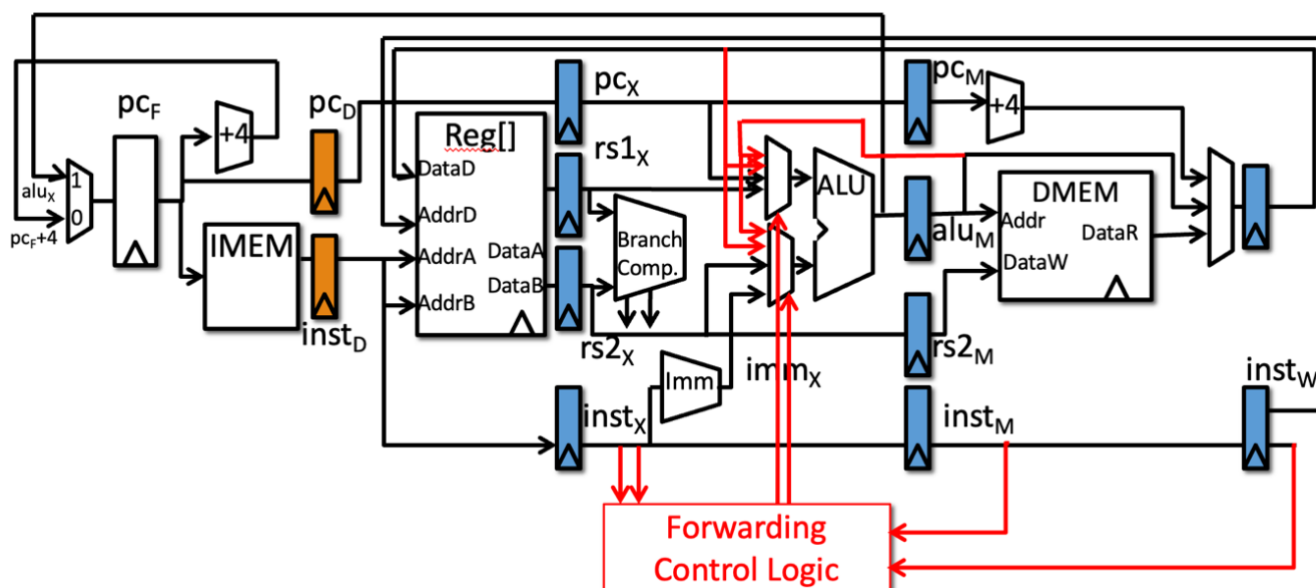 pc_F
+4
pc_D
alu_X
1
0
pc_F+4
IMEM
inst_D
Reg[]
DataD
AddrD
AddrA
AddrB
DataA
DataB
pc_X
rs1_X
Branch
Comp.
rs2_X
Imm
imm_X
inst_X
ALU
pc_M
+4
alu_M
DMEM
Addr
DataR
DataW
rs2_M
inst_M
inst_W
Forwarding
Control Logic